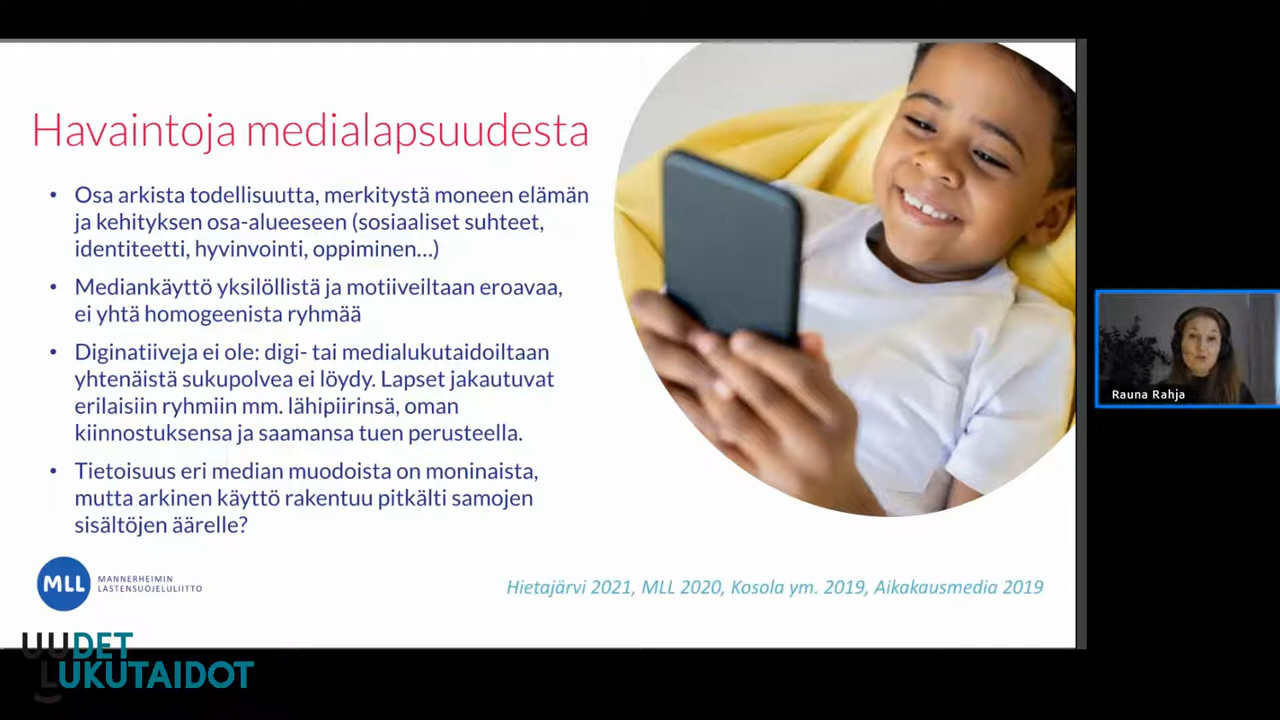 Havaintoja medialapsuudesta
• Osa arkista todellisuutta, merkitystä moneen elämän
ja kehityksen osa-alueeseen (sosiaaliset suhteet,
identiteetti, hyvinvointi, oppiminen...)
• Mediankäyttö yksilöllistä ja motiiveiltaan eroavaa,
ei yhtä homogeenista ryhmää
• Diginatiiveja ei ole: digi- tai medialukutaidoiltaan
yhtenäistä sukupolvea ei löydy. Lapset jakautuvat
erilaisiin ryhmiin mm. lähipiirinsä, oman
kiinnostuksensa ja saamansa tuen perusteella.
• Tietoisuus eri median muodoista on moninaista,
mutta arkinen käyttö rakentuu pitkälti samojen
sisältöjen äärelle?
Rauna Rahja
MLL
MANNERHEIMIN
LASTENSUOJELULIITTO
Hietajärvi 2021, MLL 2020, Kosola ym. 2019, Aikakausmedia 2019
UUDET
LUKUTAIDOT